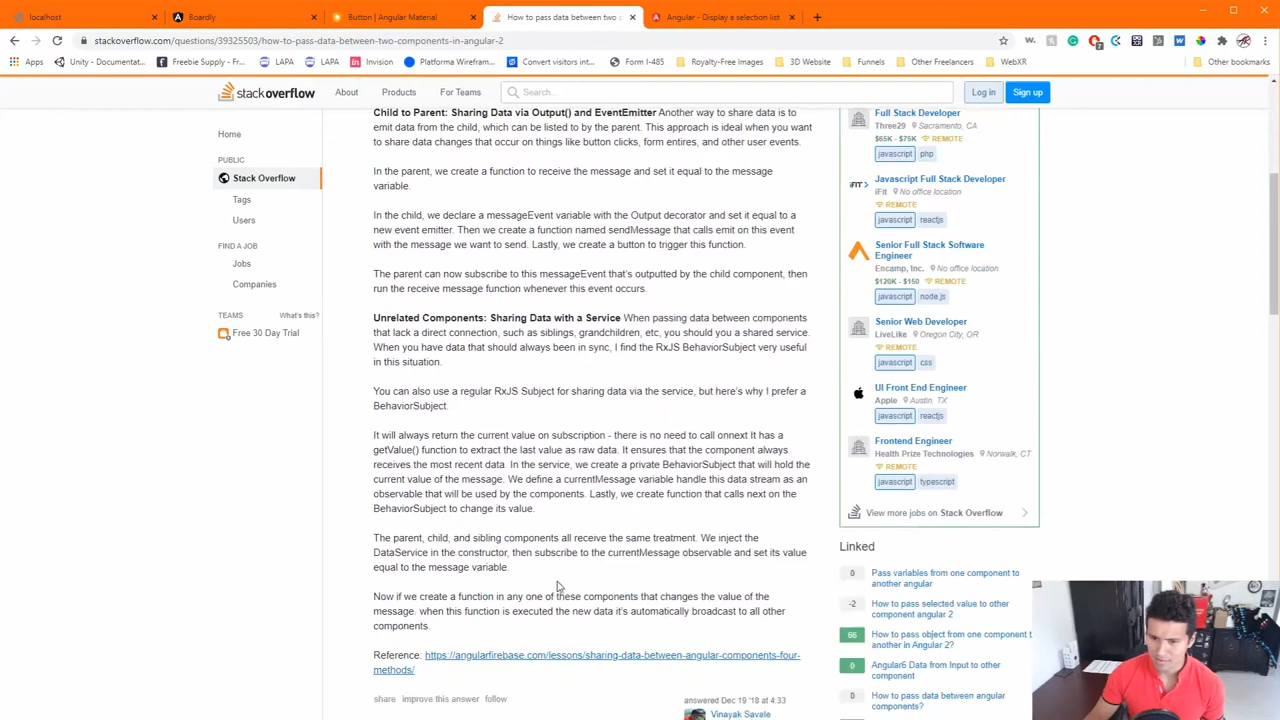 localhost
Boardly
Button | Angular Material
How to pass data between two c
Angular - Display a selection list
stackoverflow.com/questions/39325503/how-to-pass-data-between-two-components-in-angular-2
Apps
Unity - Documentat...
Freebie Supply - Fr...
LAPA
LAPA
Invision
Platforma Wirefram...
Convert visitors int...
Form I-485
Royalty-Free Images
3D Website
Funnels
Other Freelancers
WebXR
Other bookmarks
stackoverflow
About
Products
For Teams
Search...
Log in
Sign up
Home
PUBLIC
Stack Overflow
Tags
Users
FIND A JOB
Jobs
Companies
TEAMS
What's this?
Free 30 Day Trial
Child to Parent: Sharing Data via Output() and EventEmitter Another way to share data is to
emit data from the child, which can be listed to by the parent. This approach is ideal when you want
to share data changes that occur on things like button clicks, form entires, and other user events.
In the parent, we create a function to receive the message and set it equal to the message
variable.
In the child, we declare a messageEvent variable with the Output decorator and set it equal to a
new event emitter. Then we create a function named sendMessage that calls emit on this event
with the message we want to send. Lastly, we create a button to trigger this function.
The parent can now subscribe to this messageEvent that's outputted by the child component, then
run the receive message function whenever this event occurs.
Unrelated Components: Sharing Data with a Service When passing data between components
that lack a direct connection, such as siblings, grandchildren, etc, you should you a shared service.
When you have data that should always been in sync, I find the RxJS BehaviorSubject very useful
in this situation.
You can also use a regular RxJS Subject for sharing data via the service, but here's why I prefer a
BehaviorSubject.
It will always return the current value on subscription - there is no need to call onnext It has a
getValue() function to extract the last value as raw data. It ensures that the component always
receives the most recent data. In the service, we create a private BehaviorSubject that will hold the
current value of the message. We define a currentMessage variable handle this data stream as an
observable that will be used by the components. Lastly, we create function that calls next on the
BehaviorSubject to change its value.
The parent, child, and sibling components all receive the same treatment. We inject the
DataService in the constructor, then subscribe to the currentMessage observable and set its value
equal to the message variable.
Now if we create a function in any one of these components that changes the value of the
message. when this function is executed the new data it's automatically broadcast to all other
components.
Reference: https://angularfirebase.com/lessons/sharing-data-between-angular-components-four-
methods/
share improve this answer follow
answered Dec 19 '18 at 4:33
Vinayak Savale
Full Stack Developer
Three29 Sacramento, CA
$65K - $75K REMOTE
javascript php
Javascript Full Stack Developer
iFit No office location
REMOTE
javascript reactjs
Senior Full Stack Software
Engineer
Encamp, Inc. No office location
$120K - $150 REMOTE
javascript node.js
Senior Web Developer
LiveLike Oregon City, OR
REMOTE
javascript css
UI Front End Engineer
Apple Austin, TX
javascript reactjs
Frontend Engineer
Health Prize Technologies Norwalk, CT
REMOTE
javascript typescript
View more jobs on Stack Overflow
Linked
0 Pass variables from one component to
another angular
-2 How to pass selected value to other
component angular 2
66 How to pass object from one component t
another in Angular 2?
0 Angular6 Data from Input to other
component
0 How to pass data between angular
components?